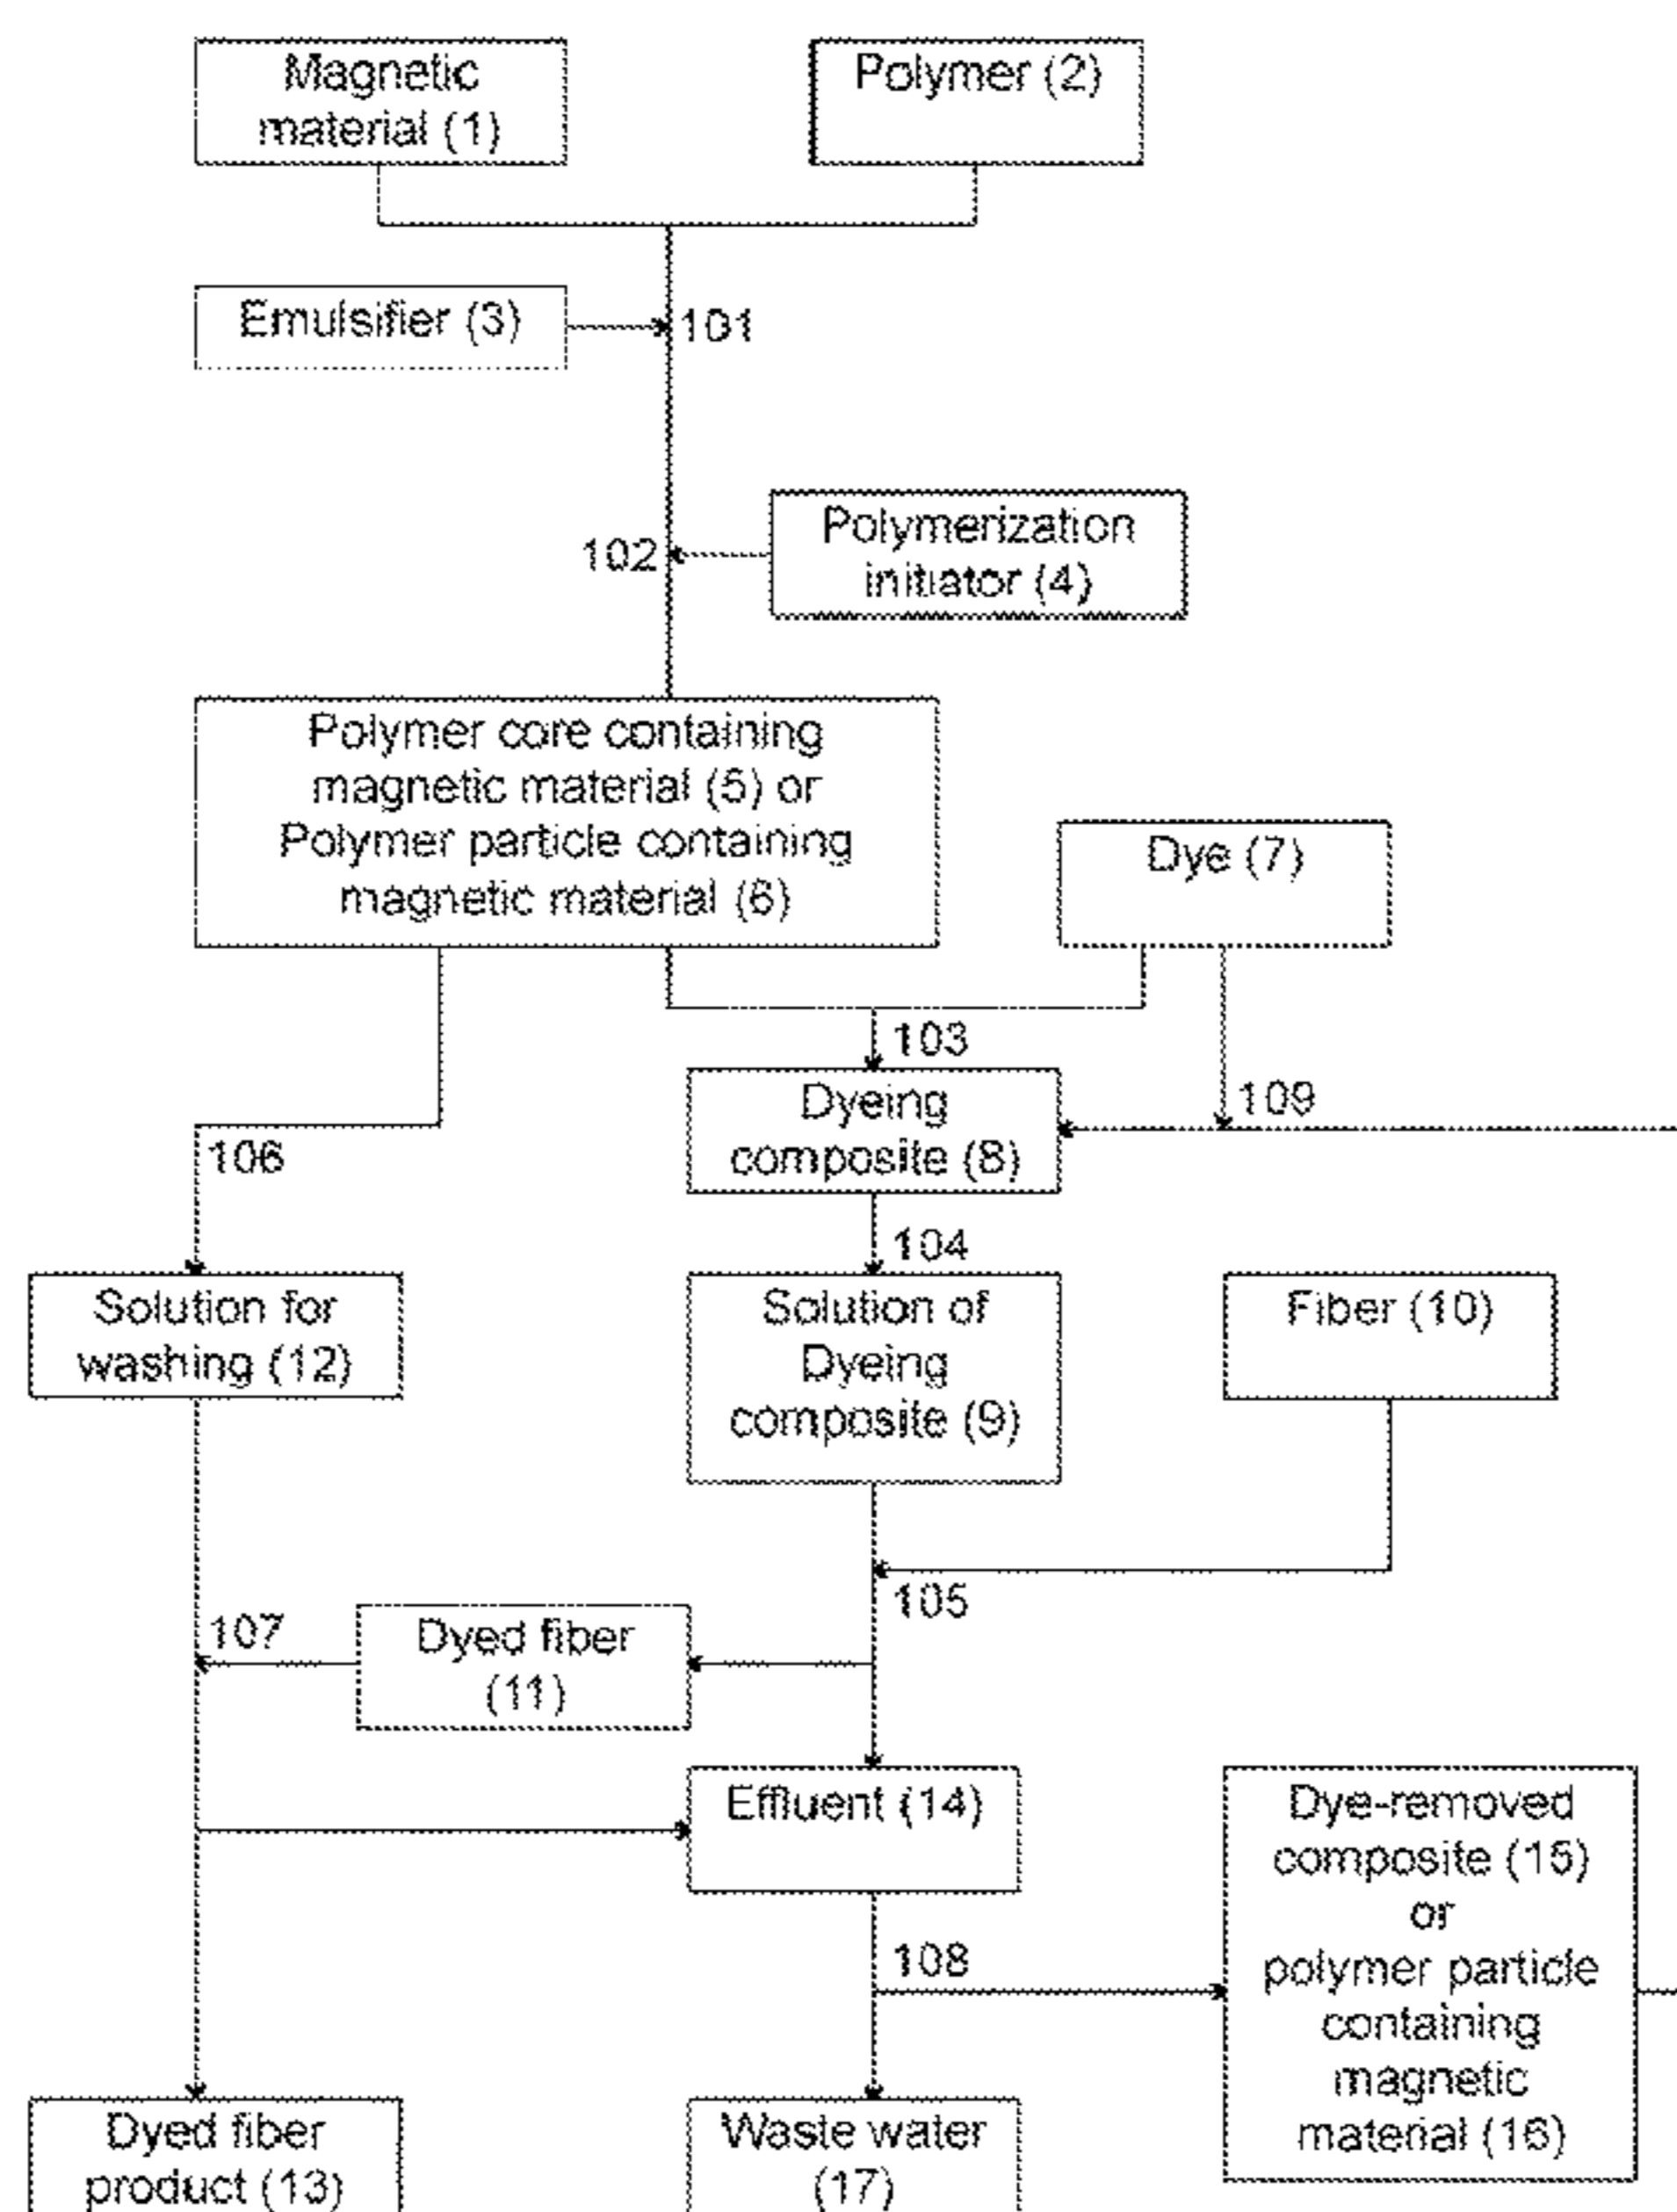 Magnetic
material (1)
Polymer (2)
Emulsifier (3)
101
Polymerization
initiator (4)
102
Polymer core containing
magnetic material (5) or
Polymer particle containing
magnetic material (6)
Dye (7)
103
109
Dyeing
composite (8)
106
104
Solution for
washing (12)
Solution of
Dyeing
composite (9)
Fiber (10)
105
107
Dyed fiber
(11)
Effluent (14)
Dye-removed
composite (15)
or
polymer particle
containing
magnetic
material (16)
108
Dyed fiber
product (13)
Waste water
(17)